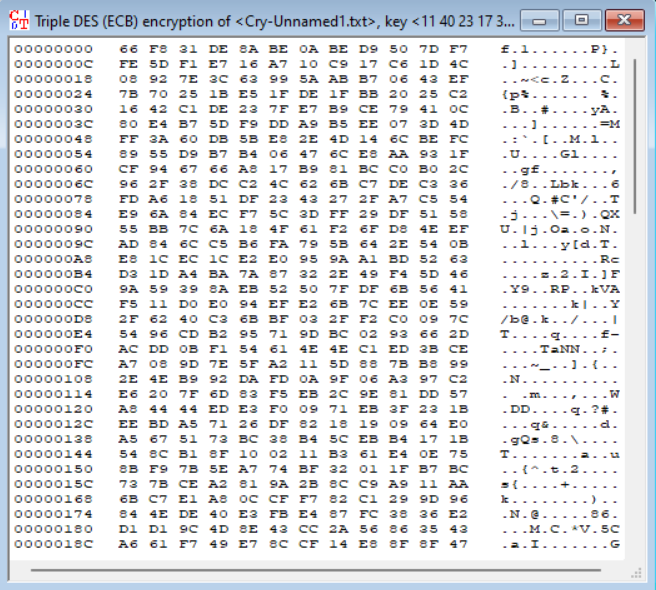 Triple DES (ECB) encryption of <Cry-Unnamed1.txt>, key <11 40 23 17 3...
00000000 66 F8 31 DE 8A BE 0A BE D9 50 7D F7 f.1......P}.
0000000C FE 5D F1 E7 16 A7 10 C9 17 C6 1D 4C .].........L
00000018 08 92 7E 3C 63 99 5A AB B7 06 43 EF ..~<c.Z...C.
00000024 7B 70 25 1B E5 1F DE 1F BB 20 25 C2 {p%...... %.
00000030 16 42 C1 DE 23 7F E7 B9 CE 79 41 0C .B..#....yA.
0000003C 80 E4 B7 5D F9 DD A9 B5 EE 07 3D 4D ...]......=M
00000048 FF 3A 60 DB 5B E8 2E 4D 14 6C BE FC .:`.[..M.l..
00000054 89 55 D9 B7 B4 06 47 6C E8 AA 93 1F .U....Gl....
00000060 CF 94 67 66 A8 17 B9 81 BC C0 B0 2C ..gf.......,
0000006C 96 2F 38 DC C2 4C 62 6B C7 DE C3 36 ./8..Lbk...6
00000078 FD A6 18 51 DF 23 43 27 2F A7 C5 54 ...Q.#C'/..T
00000084 E9 6A 84 EC F7 5C 3D FF 29 DF 51 58 .j...\=.).QX
00000090 55 BB 7C 6A 18 4F 61 F2 6F D8 4E EF U.|j.Oa.o.N.
0000009C AD 84 6C C5 B6 FA 79 5B 64 2E 54 0B ..l...y[d.T.
000000A8 E8 1C EC 1C E2 E0 95 9A A1 BD 52 63 ..........Rc
000000B4 D3 1D A4 BA 7A 87 32 2E 49 F4 5D 46 ....z.2.I.]F
000000C0 9A 59 39 8A EB 52 50 7F DF 6B 56 41 .Y9..RP..kVA
000000CC F5 11 D0 E0 94 EF E2 6B 7C EE 0E 59 .......k|..Y
000000D8 2F 62 40 C3 6B BF 03 2F F2 C0 09 7C /b@.k../...|
000000E4 54 96 CD B2 95 71 9D BC 02 93 66 2D T....q....f-
000000F0 AC DD 0B F1 54 61 4E 4E C1 ED 3B CE ....TaNN..;.
000000FC A7 08 9D 7E 5F A2 11 5D 88 7B B8 99 ...~_..].{..
00000108 2E 4E B9 92 DA FD 0A 9F 06 A3 97 C2 .N..........
00000114 E6 20 7F 6D 83 F5 EB 2C 9E 81 DD 57 . .m...,...W
00000120 A8 44 44 ED E3 F0 09 71 EB 3F 23 1B .DD....q.?#.
0000012C EE BD A5 71 26 DF 82 18 19 09 64 E0 ...q&.....d.
00000138 A5 67 51 73 BC 38 B4 5C EB B4 17 1B .gQs.8.\....
00000144 54 8C B1 8F 10 02 11 B3 61 E4 0E 75 T.......a..u
00000150 8B F9 7B 5E A7 74 BF 32 01 1F B7 BC ..{^.t.2....
0000015C 73 7B CE A2 81 9A 2B 8C C9 A9 11 AA s{....+.....
00000168 6B C7 E1 A8 0C CF F7 82 C1 29 9D 96 k........)..
00000174 84 4E DE 40 E3 FB E4 87 FC 38 36 E2 .N.@.....86.
00000180 D1 D1 9C 4D 8E 43 CC 2A 56 86 35 43 ...M.C.*V.5C
0000018C A6 61 F7 49 E7 8C CF 14 E8 8F 8F 47 .a.I.......G